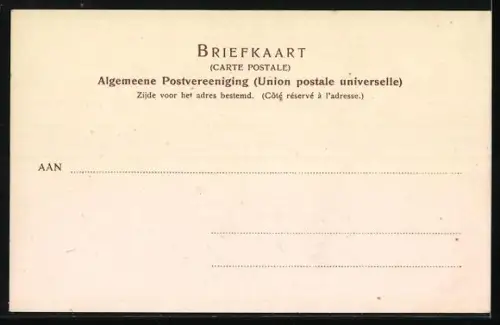 BRIEFKAART
(CARTE POSTALE)
Algemeene Postvereeniging (Union postale universelle)
Zijde voor het adres bestemd. (Côté réservé à l'adresse.)
AAN